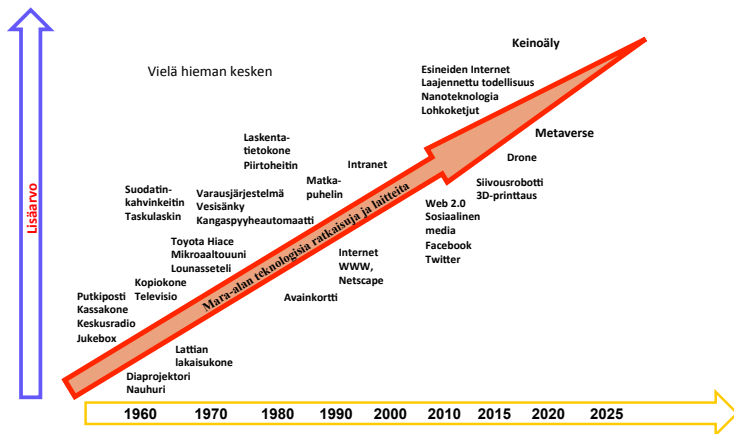 Keinoäly
Vielä hieman kesken
Esineiden Internet
Laajennettu todellisuus
Nanoteknologia
Lohkoketjut
Metaverse
Laskenta-
tietokone
Piirtoheitin
Intranet
Drone
Matka-
puhelin
Siivousrobotti
3D-printtaus
Suodatin-
kahvinkeitin
Taskulaskin
Varausjärjestelmä
Vesisänky
Kangaspyyheautomaatti
Web 2.0
Sosiaalinen
media
Facebook
Twitter
Lisäarvo
Mara-alan teknologisia ratkaisuja ja laitteita
Toyota Hiace
Mikroaaltouuni
Lounasseteli
Internet
WWW,
Netscape
Kopiokone
Televisio
Putkiposti
Kassakone
Keskusradio
Jukebox
Avainkortti
Lattian
lakaisukone
Diaprojektori
Nauhuri
1960 1970 1980 1990 2000 2010 2015 2020 2025